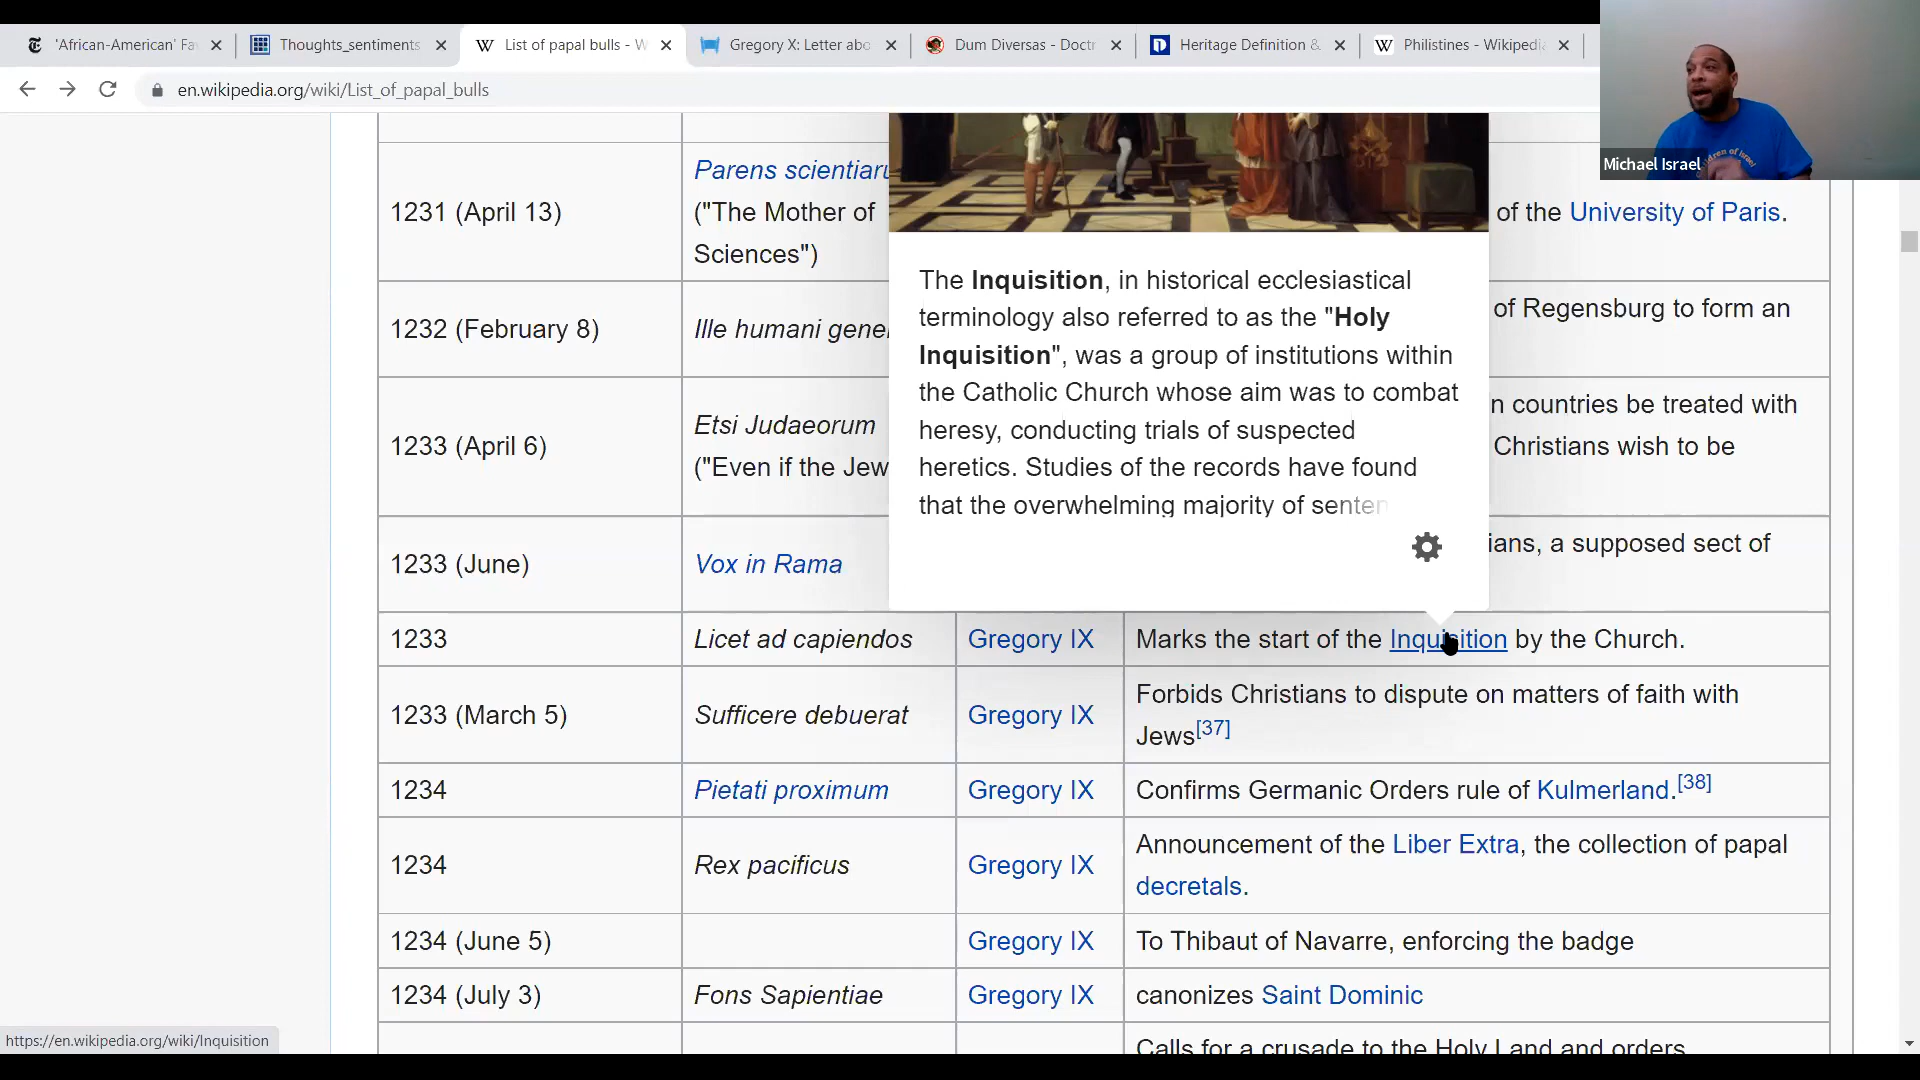 'African-American' Fa
Thoughts_sentiments
List of papal bulls - W
Gregory X: Letter abo
Dum Diversas - Doctr
Heritage Definition &
Philistines - Wikipedi
en.wikipedia.org/wiki/List_of_papal_bulls
Michael Israel
1231 (April 13)
Parens scientiaru
("The Mother of
Sciences")
of the University of Paris.
1232 (February 8)
Ille humani gene
of Regensburg to form an
1233 (April 6)
Etsi Judaeorum
("Even if the Jew
n countries be treated with
Christians wish to be
1233 (June)
Vox in Rama
ians, a supposed sect of
The Inquisition, in historical ecclesiastical
terminology also referred to as the "Holy
Inquisition", was a group of institutions within
the Catholic Church whose aim was to combat
heresy, conducting trials of suspected
heretics. Studies of the records have found
that the overwhelming majority of senten
1233
Licet ad capiendos
Gregory IX
Marks the start of the Inquisition by the Church.
1233 (March 5)
Sufficere debuerat
Gregory IX
Forbids Christians to dispute on matters of faith with
Jews[37]
1234
Pietati proximum
Gregory IX
Confirms Germanic Orders rule of Kulmerland.[38]
1234
Rex pacificus
Gregory IX
Announcement of the Liber Extra, the collection of papal
decretals.
1234 (June 5)
Gregory IX
To Thibaut of Navarre, enforcing the badge
1234 (July 3)
Fons Sapientiae
Gregory IX
canonizes Saint Dominic
Calls for a crusade to the Holy Land and orders
https://en.wikipedia.org/wiki/Inquisition